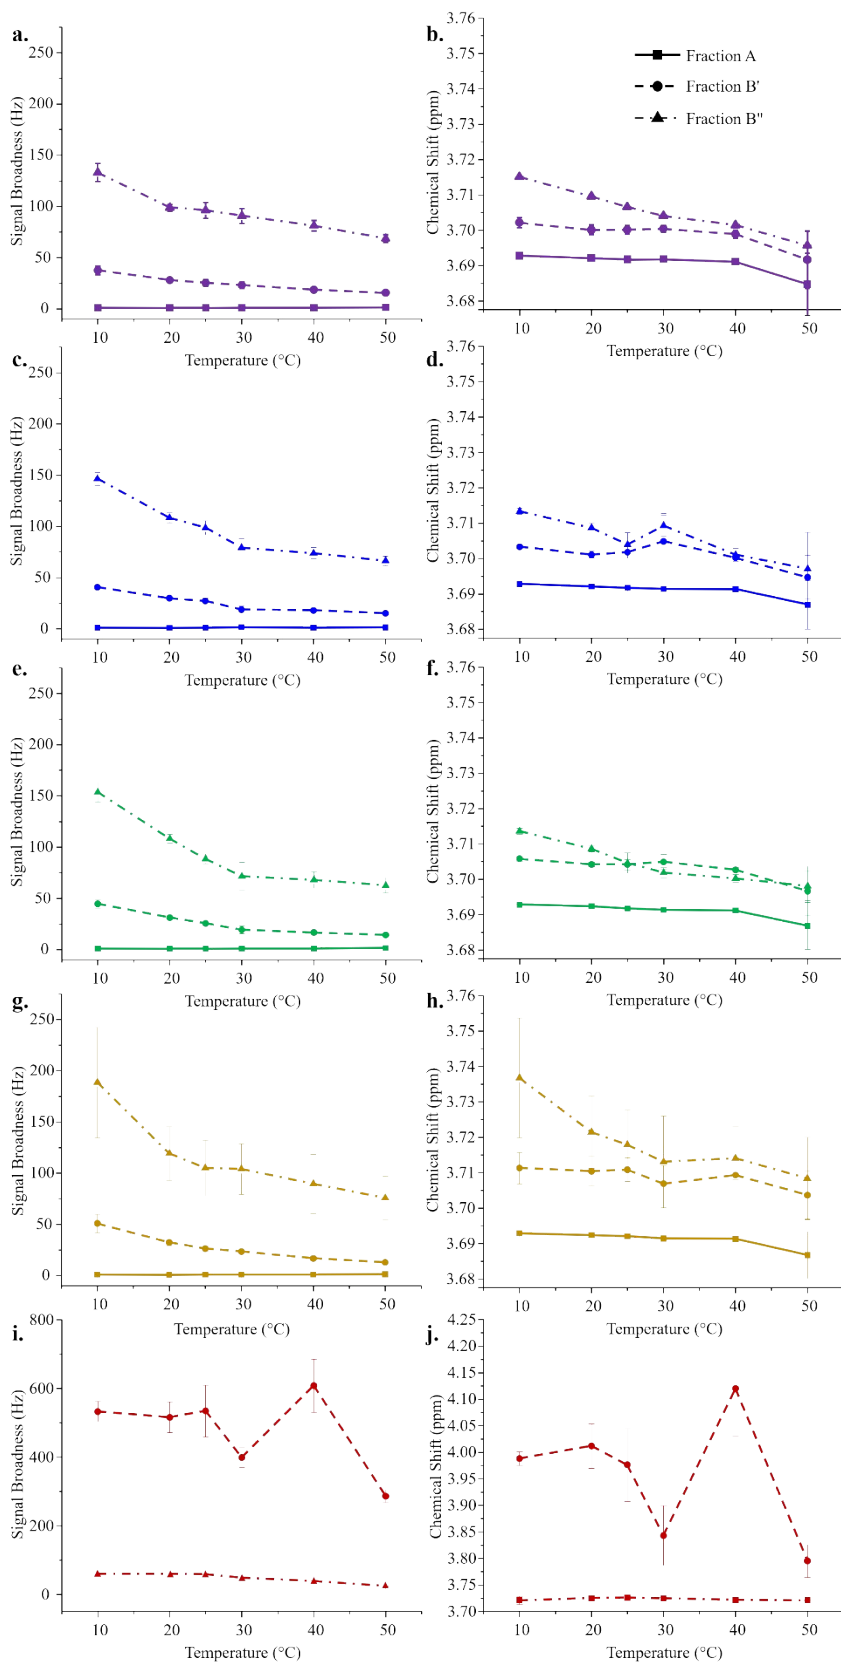 a.
250
200
150
100
50
0
Signal Broadness (Hz)
10 20 30 40 50
Temperature (°C)
b.
3.76
3.75
3.74
3.73
3.72
3.71
3.70
3.69
3.68
Chemical Shift (ppm)
Fraction A
Fraction B'
Fraction B"
10 20 30 40 50
Temperature (°C)
c.
250
200
150
100
50
0
Signal Broadness (Hz)
10 20 30 40 50
Temperature (°C)
d.
3.76
3.75
3.74
3.73
3.72
3.71
3.70
3.69
3.68
Chemical Shift (ppm)
10 20 30 40 50
Temperature (°C)
e.
250
200
150
100
50
0
Signal Broadness (Hz)
10 20 30 40 50
Temperature (°C)
f.
3.76
3.75
3.74
3.73
3.72
3.71
3.70
3.69
3.68
Chemical Shift (ppm)
10 20 30 40 50
Temperature (°C)
g.
250
200
150
100
50
0
Signal Broadness (Hz)
10 20 30 40 50
Temperature (°C)
h.
3.76
3.75
3.74
3.73
3.72
3.71
3.70
3.69
3.68
Chemical Shift (ppm)
10 20 30 40 50
Temperature (°C)
i.
800
600
400
200
0
Signal Broadness (Hz)
10 20 30 40 50
Temperature (°C)
j.
4.25
4.20
4.15
4.10
4.05
4.00
3.95
3.90
3.85
3.80
3.75
3.70
Chemical Shift (ppm)
10 20 30 40 50
Temperature (°C)